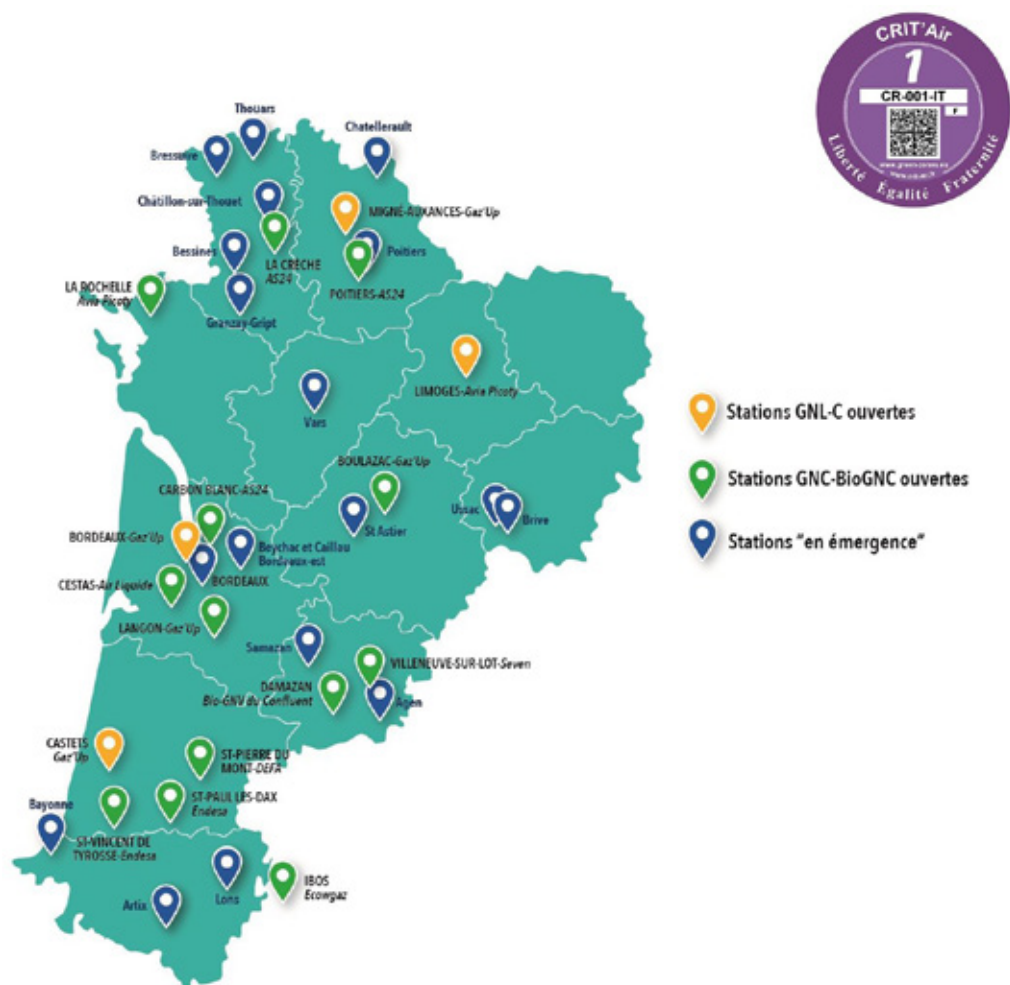 CRIT'Air
1
CR-001-IT
F
Liberté Égalité Fraternité
Thouars
Chatellerault
Bressuire
Châtillon-sur-Thouet
MIGNÉ-AUXANCES-Gaz'Up
Bessines
Poitiers
LA CRÈCHE
AS24
LA ROCHELLE
Avia Picoty
POITIERS-AS24
Granzay-Gript
LIMOGES-Avia Picoty
Vars
Stations GNL-C ouvertes
BOULAZAC-Gaz'Up
Stations GNC-BioGNC ouvertes
CARBON BLANC-AS24
Ussac
Brive
St Astier
BORDEAUX-Gaz'Up
Beychac et Caillau
Bordeaux-est
Stations "en émergence"
BORDEAUX
CESTAS-Air Liquide
LANGON-Gaz'Up
Samazan
VILLENEUVE-SUR-LOT-Seven
DAMAZAN
Bio-GNV du Confluent
Agen
CASTETS
Gaz'Up
ST-PIERRE DU
MONT-DEFA
ST-PAUL LES-DAX
Endesa
Bayonne
ST-VINCENT DE
TYROSSE-Endesa
IBOS
Ecowgaz
Lons
Artix